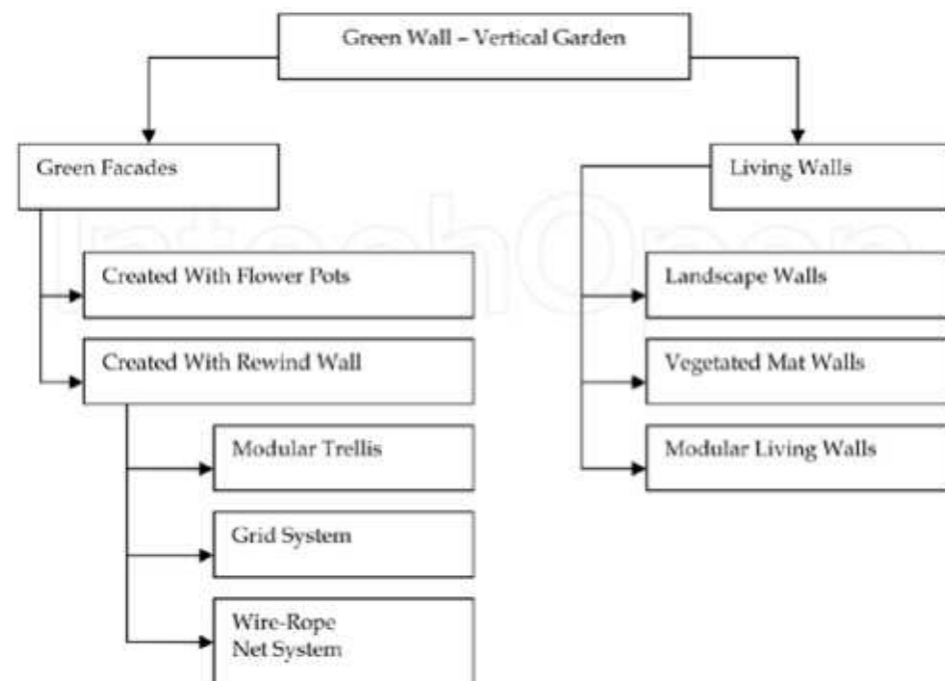 Green Wall – Vertical Garden
Green Facades
Living Walls
Created With Flower Pots
Landscape Walls
Created With Rewind Wall
Vegetated Mat Walls
Modular Trellis
Modular Living Walls
Grid System
Wire-Rope
Net System
IntechOpen